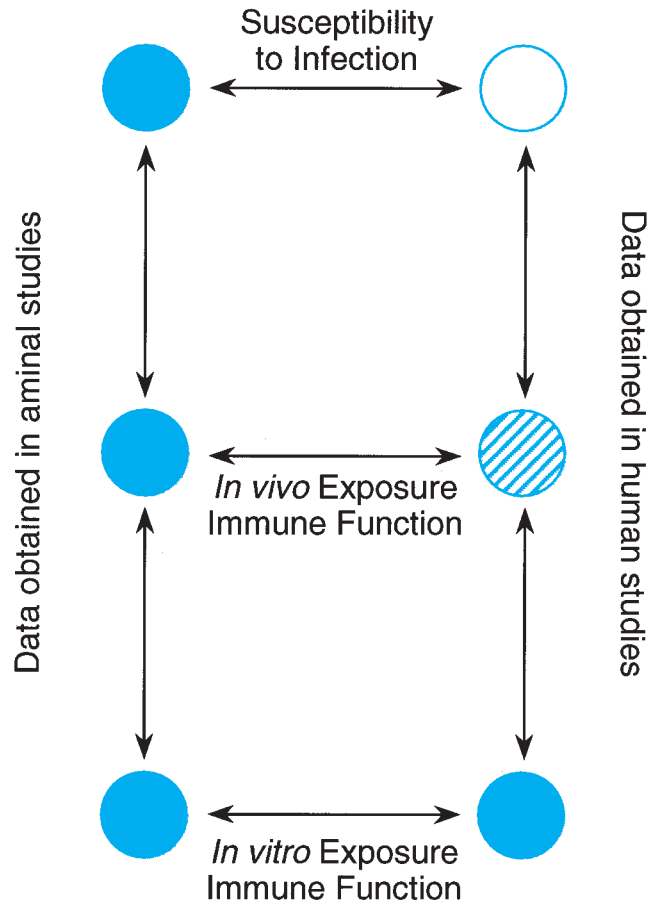 Susceptibility
to Infection
Data obtained in aminal studies
Data obtained in human studies
In vivo Exposure
Immune Function
In vitro Exposure
Immune Function